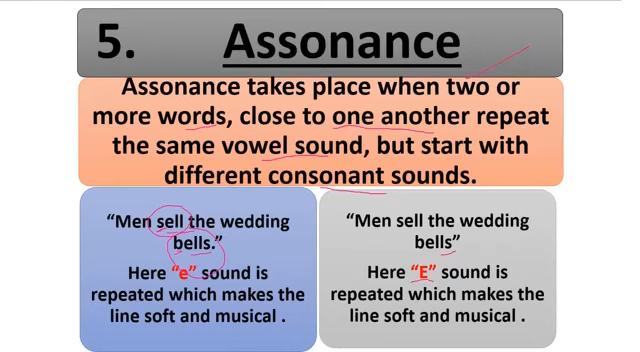 5. Assonance
Assonance takes place when two or
more words, close to one another repeat
the same vowel sound, but start with
different consonant sounds.
“Men sell the wedding
bells.”
Here “e” sound is
repeated which makes the
line soft and musical .
“Men sell the wedding
bells”
Here “E” sound is
repeated which makes the
line soft and musical .